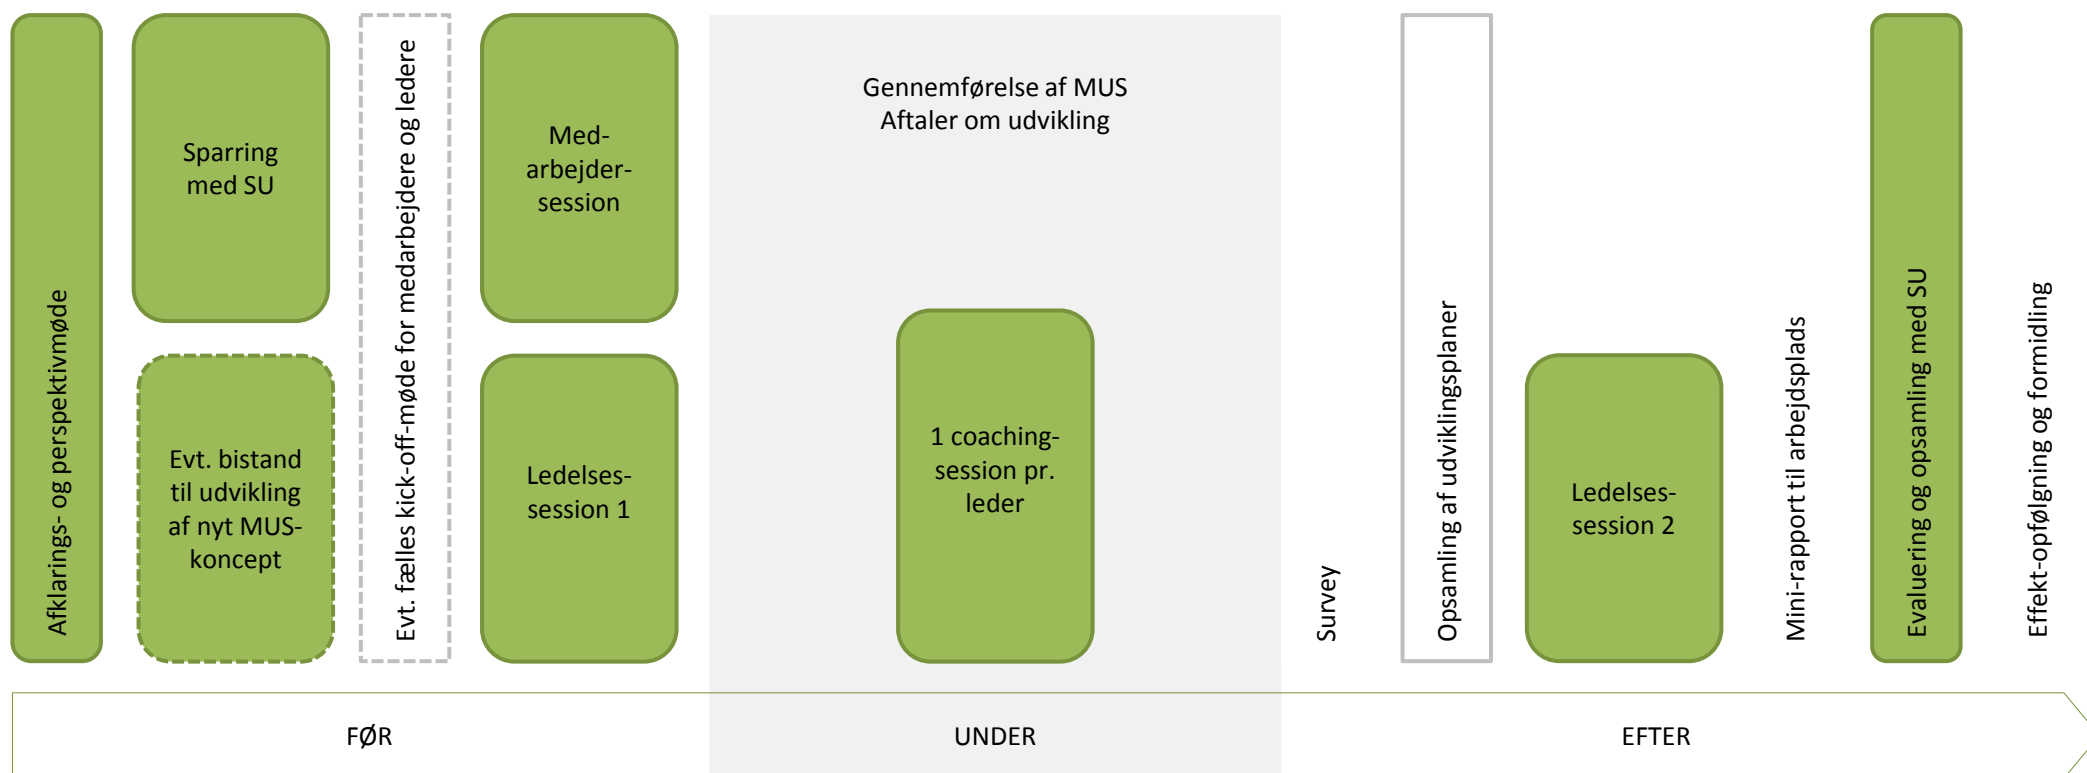 Afklarings- og perspektivmøde
Sparring
med SU
Evt. bistand
til udvikling
af nyt MUS-
koncept
Evt. fælles kick-off-møde for medarbejdere og ledere
Med-
arbejder-
session
Ledelses-
session 1
Gennemførelse af MUS
Aftaler om udvikling
1 coaching-
session pr.
leder
Survey
Opsamling af udviklingsplaner
Ledelses-
session 2
Mini-rapport til arbejdsplads
Evaluering og opsamling med SU
Effekt-opfølgning og formidling
FØR
UNDER
EFTER